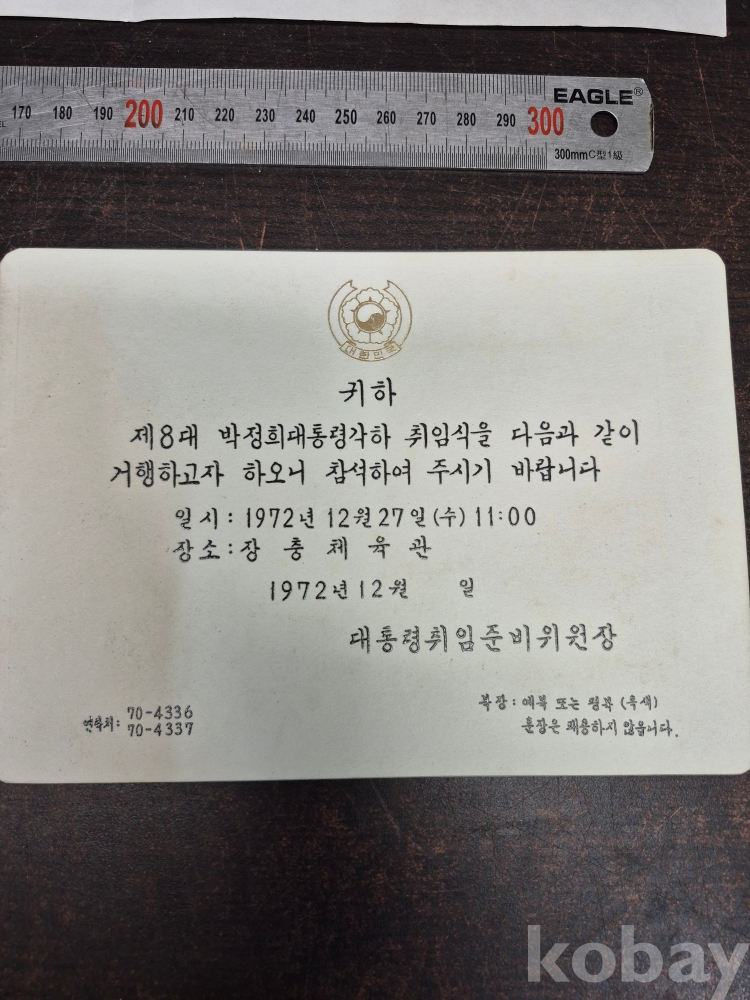 170 180 190 200 210 220 230 240 250 260 270 280 290 300
EAGLE®
300mm C型1級
대한민국
귀하
제8대 박정희대통령각하 취임식을 다음과 같이
거행하고자 하오니 참석하여 주시기 바랍니다
일시: 1972년 12월 27일(수) 11:00
장소: 장충체육관
1972년 12월 일
대통령취임준비위원장
연락처: 70-4336
70-4337
복장: 예복 또는 평복 (흑색)
훈장은 패용하지 않읍니다.
kobay